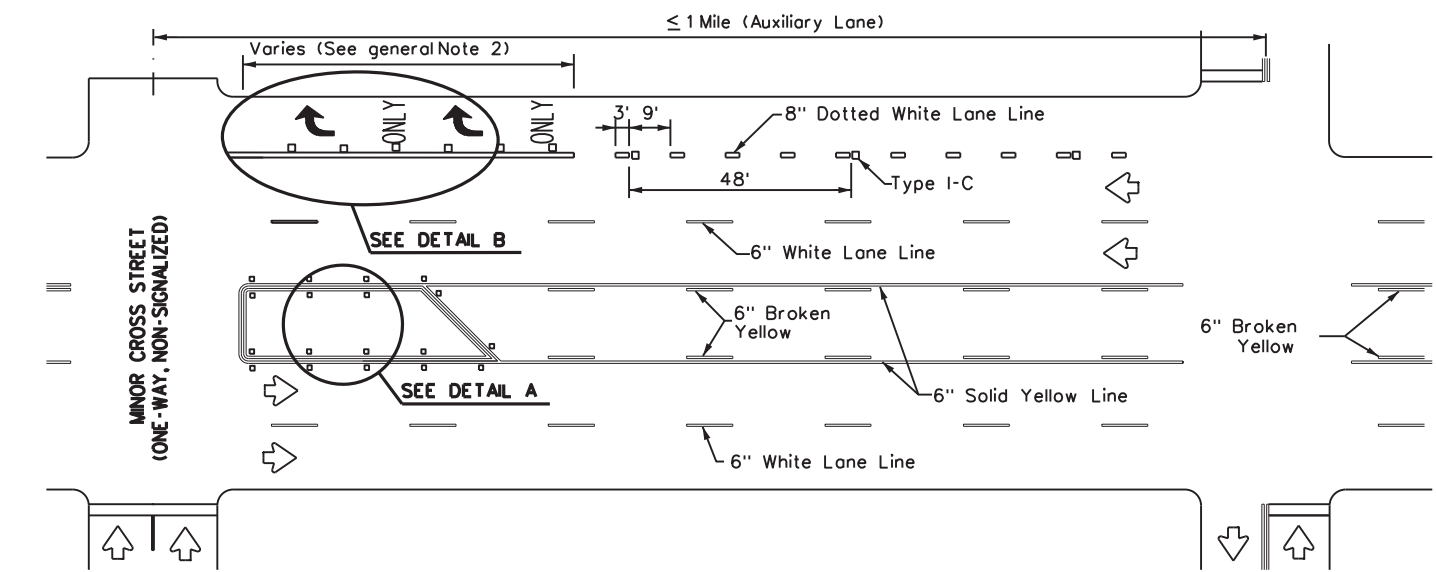 ≤ 1 Mile (Auxiliary Lane)
Varies (See general Note 2)
ONLY
ONLY
3' 9'
8" Dotted White Lane Line
48'
Type I-C
SEE DETAIL B
6" White Lane Line
MINOR CROSS STREET
(ONE-WAY, NON-SIGNALIZED)
6" Broken
Yellow
6" Broken
Yellow
SEE DETAIL A
6" Solid Yellow Line
6" White Lane Line